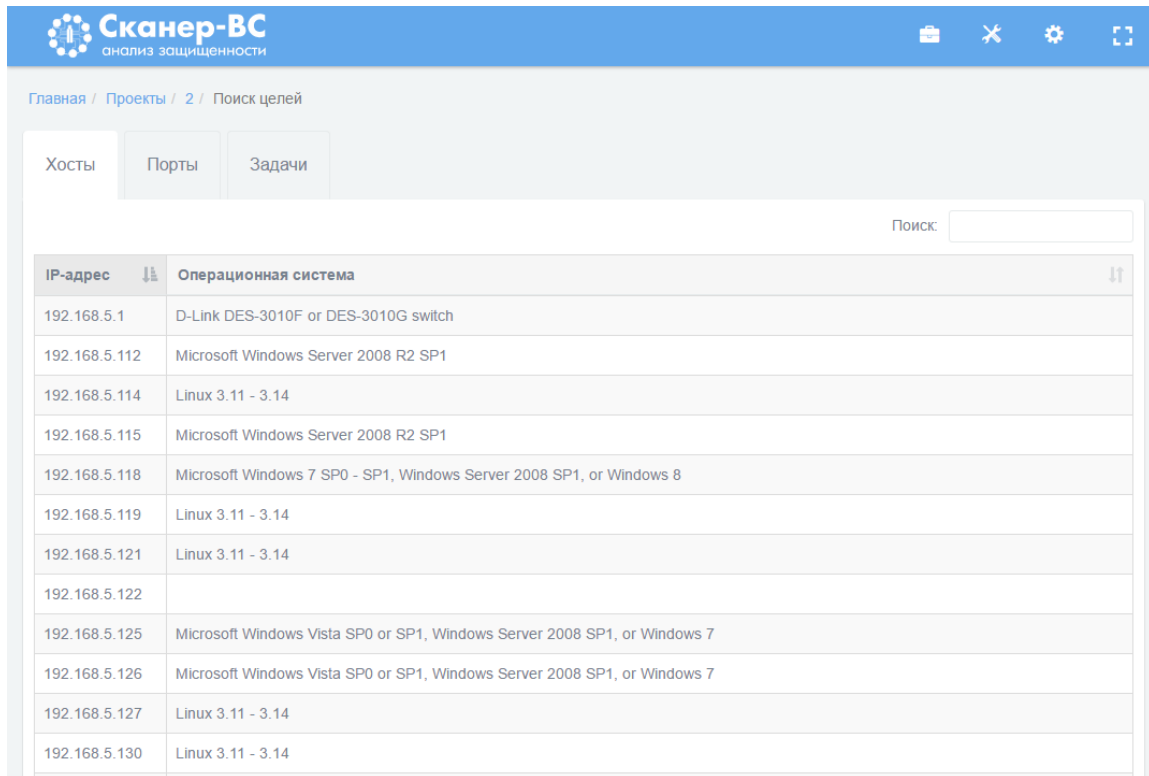 Сканер-ВС
анализ защищенности
Главная / Проекты / 2 / Поиск целей
Хосты Порты Задачи
Поиск:
IP-адрес Операционная система
192.168.5.1 D-Link DES-3010F or DES-3010G switch
192.168.5.112 Microsoft Windows Server 2008 R2 SP1
192.168.5.114 Linux 3.11 - 3.14
192.168.5.115 Microsoft Windows Server 2008 R2 SP1
192.168.5.118 Microsoft Windows 7 SP0 - SP1, Windows Server 2008 SP1, or Windows 8
192.168.5.119 Linux 3.11 - 3.14
192.168.5.121 Linux 3.11 - 3.14
192.168.5.122
192.168.5.125 Microsoft Windows Vista SP0 or SP1, Windows Server 2008 SP1, or Windows 7
192.168.5.126 Microsoft Windows Vista SP0 or SP1, Windows Server 2008 SP1, or Windows 7
192.168.5.127 Linux 3.11 - 3.14
192.168.5.130 Linux 3.11 - 3.14